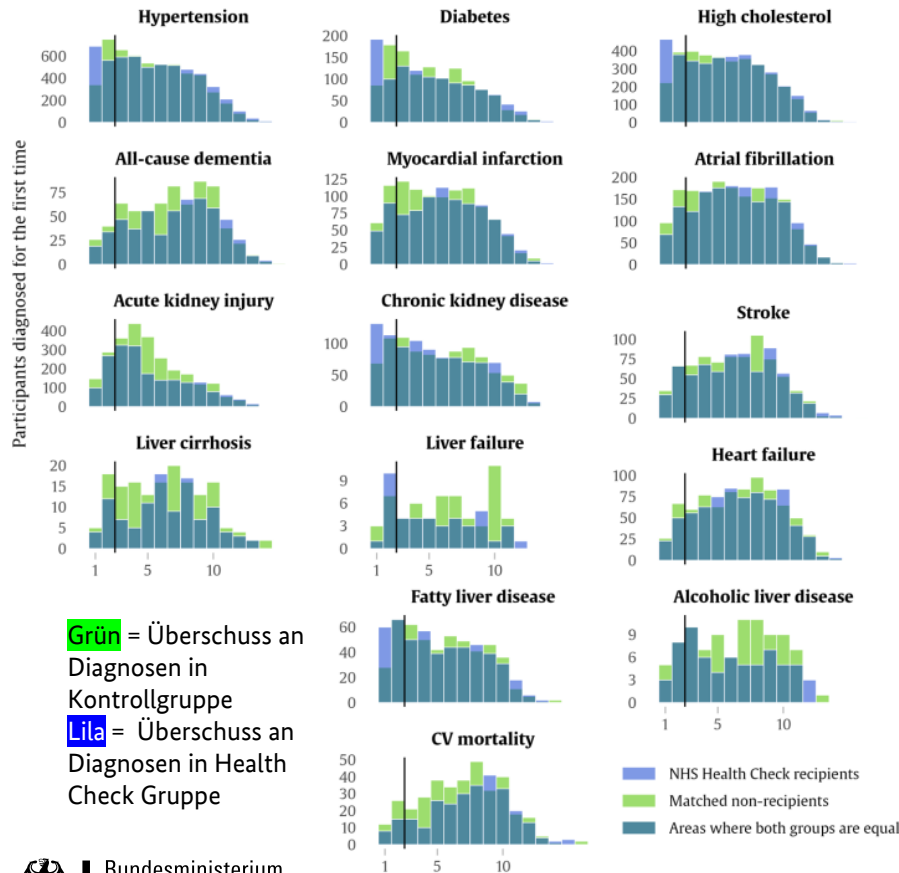 Participants diagnosed for the first time
Hypertension
600
400
200
0
Diabetes
200
150
100
50
0
High cholesterol
400
300
200
100
0
All-cause dementia
75
50
25
0
Myocardial infarction
125
100
75
50
25
0
Atrial fibrillation
200
150
100
50
0
Acute kidney injury
400
300
200
100
0
Chronic kidney disease
100
50
0
Stroke
100
75
50
25
0
Liver cirrhosis
20
15
10
5
0
1 5 10
Liver failure
9
6
3
0
1 5 10
Heart failure
100
75
50
25
0
1 5 10
Fatty liver disease
60
40
20
0
Alcoholic liver disease
9
6
3
0
1 5 10
CV mortality
50
40
30
20
10
0
1 5 10
Grün = Überschuss an
Diagnosen in
Kontrollgruppe
Lila = Überschuss an
Diagnosen in Health
Check Gruppe
NHS Health Check recipients
Matched non-recipients
Areas where both groups are equal
Bundesministerium